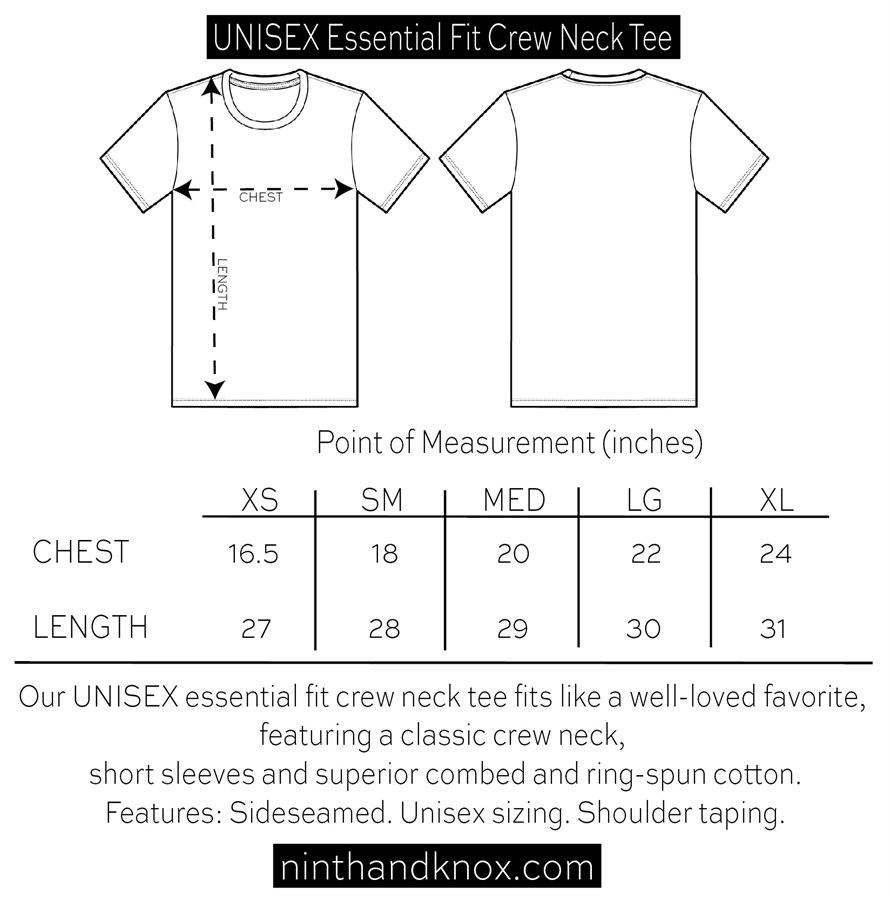 UNISEX Essential Fit Crew Neck Tee
CHEST
LENGTH
Point of Measurement (inches)
XS SM MED LG XL
CHEST 16.5 18 20 22 24
LENGTH 27 28 29 30 31
Our UNISEX essential fit crew neck tee fits like a well-loved favorite,
featuring a classic crew neck,
short sleeves and superior combed and ring-spun cotton.
Features: Sideseamed. Unisex sizing. Shoulder taping.
ninthandknox.com